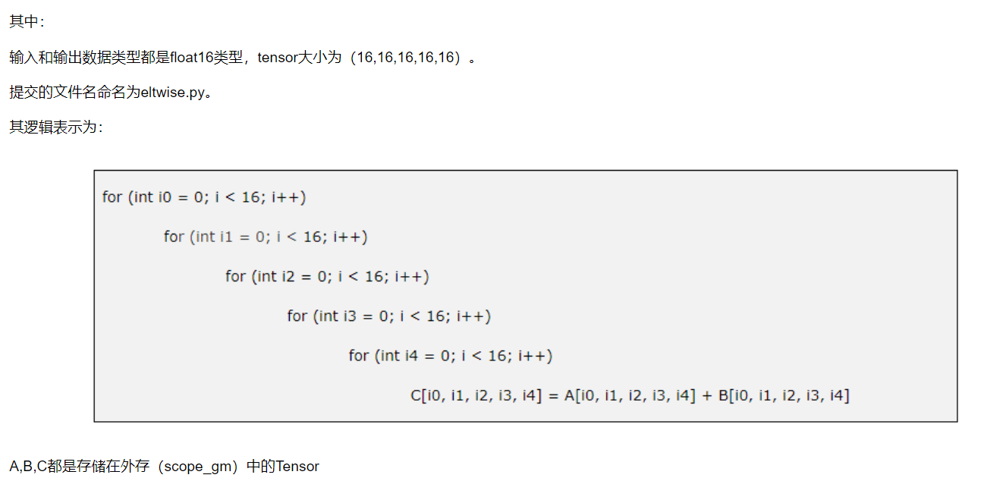 其中：
输入和输出数据类型都是float16类型，tensor大小为（16,16,16,16,16）。
提交的文件名命名为eltwise.py。
其逻辑表示为：
for (int i0 = 0; i < 16; i++)
for (int i1 = 0; i < 16; i++)
for (int i2 = 0; i < 16; i++)
for (int i3 = 0; i < 16; i++)
for (int i4 = 0; i < 16; i++)
C[i0, i1, i2, i3, i4] = A[i0, i1, i2, i3, i4] + B[i0, i1, i2, i3, i4]
A,B,C都是存储在外存（scope_gm）中的Tensor